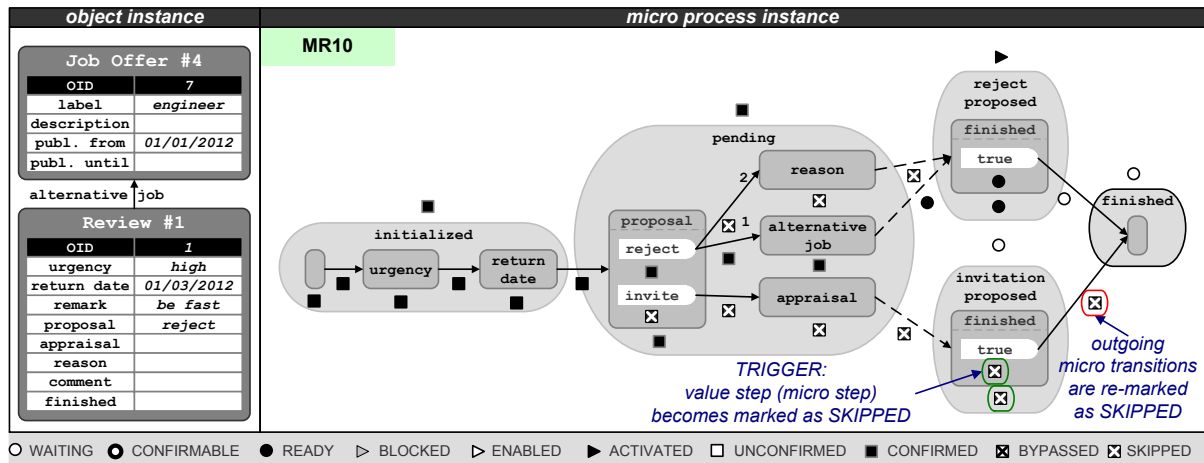 object instance
micro process instance
MR10
Job Offer #4
OID 7
label engineer
description
publ. from 01/01/2012
publ. until
alternative job
Review #1
OID 1
urgency high
return date 01/03/2012
remark be fast
proposal reject
appraisal
reason
comment
finished
initialized
urgency
return
date
pending
proposal
reject
invite
2
1
reason
alternative
job
appraisal
reject
proposed
finished
true
invitation
proposed
finished
true
finished
TRIGGER:
value step (micro step)
becomes marked as SKIPPED
outgoing
micro transitions
are re-marked
as SKIPPED
WAITING CONFIRMABLE READY BLOCKED ENABLED ACTIVATED UNCONFIRMED CONFIRMED BYPASSED SKIPPED